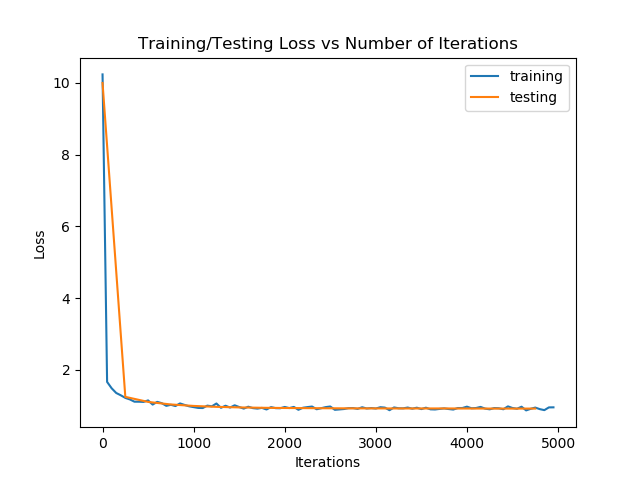 Training/Testing Loss vs Number of Iterations
training
testing
10
8
6
4
2
Loss
0 1000 2000 3000 4000 5000
Iterations